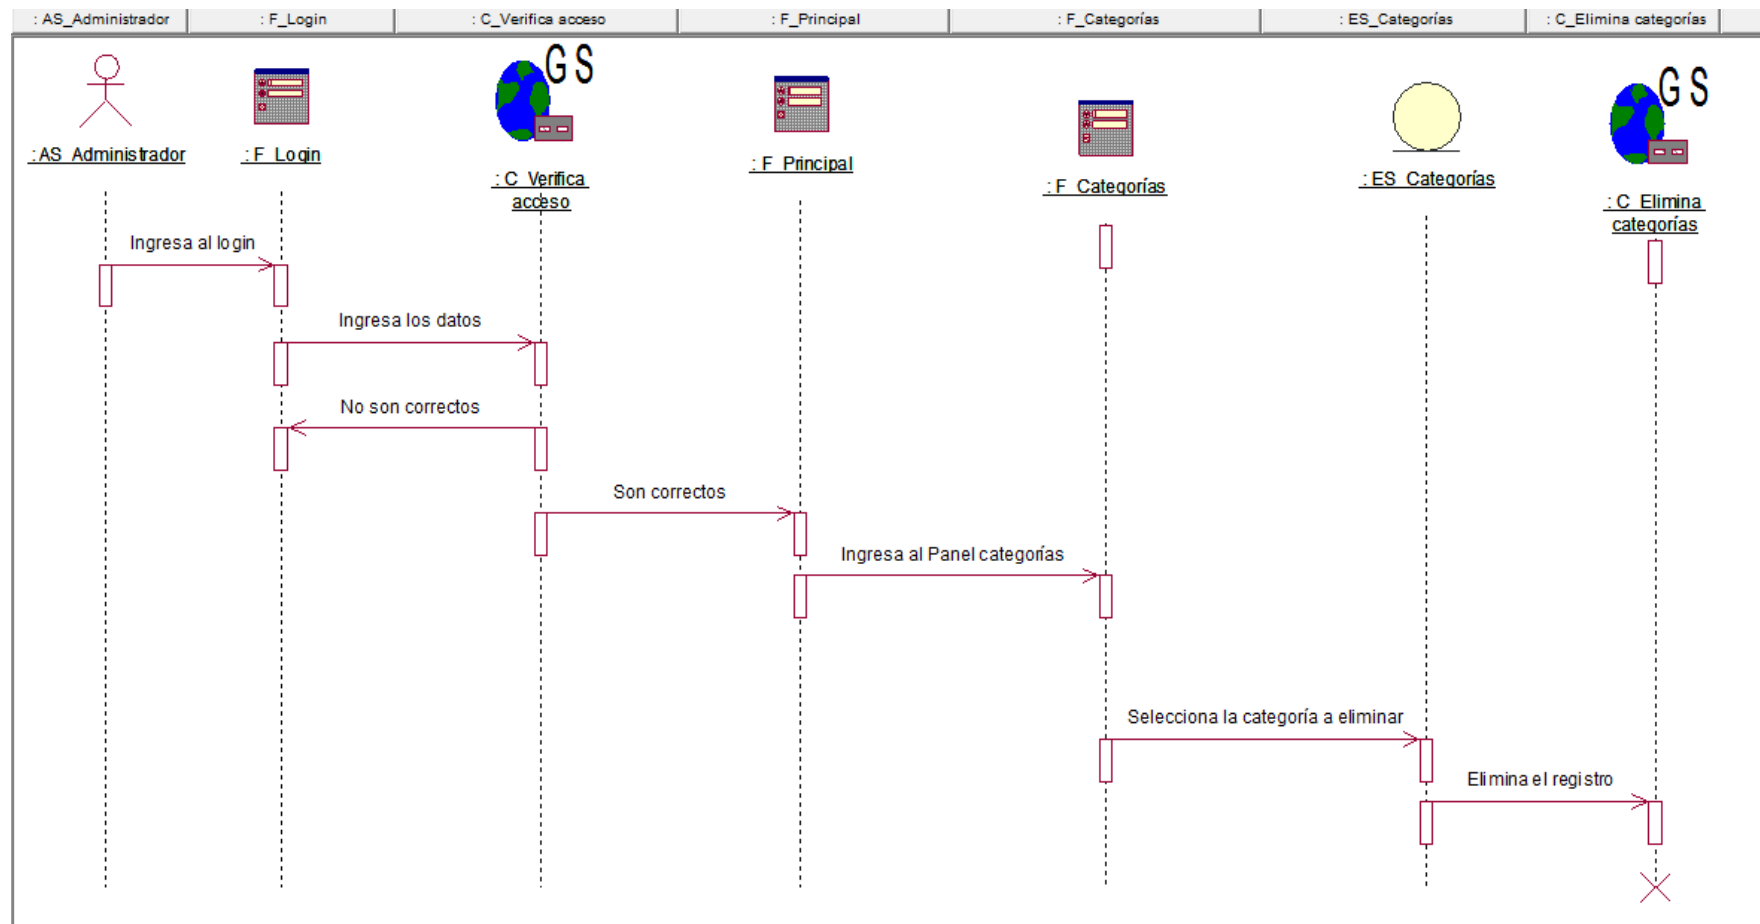 : AS_Administrador
: F_Login
: C_Verifica acceso
: F_Principal
: F_Categorías
: ES_Categorías
: C_Elimina categorías
G S
G S
: AS_Administrador
: F_Login
: C_Verifica
acceso
: F_Principal
: F_Categorías
: ES_Categorías
: C_Elimina
categorías
Ingresa al login
Ingresa los datos
No son correctos
Son correctos
Ingresa al Panel categorías
Selecciona la categoría a eliminar
Elimina el registro